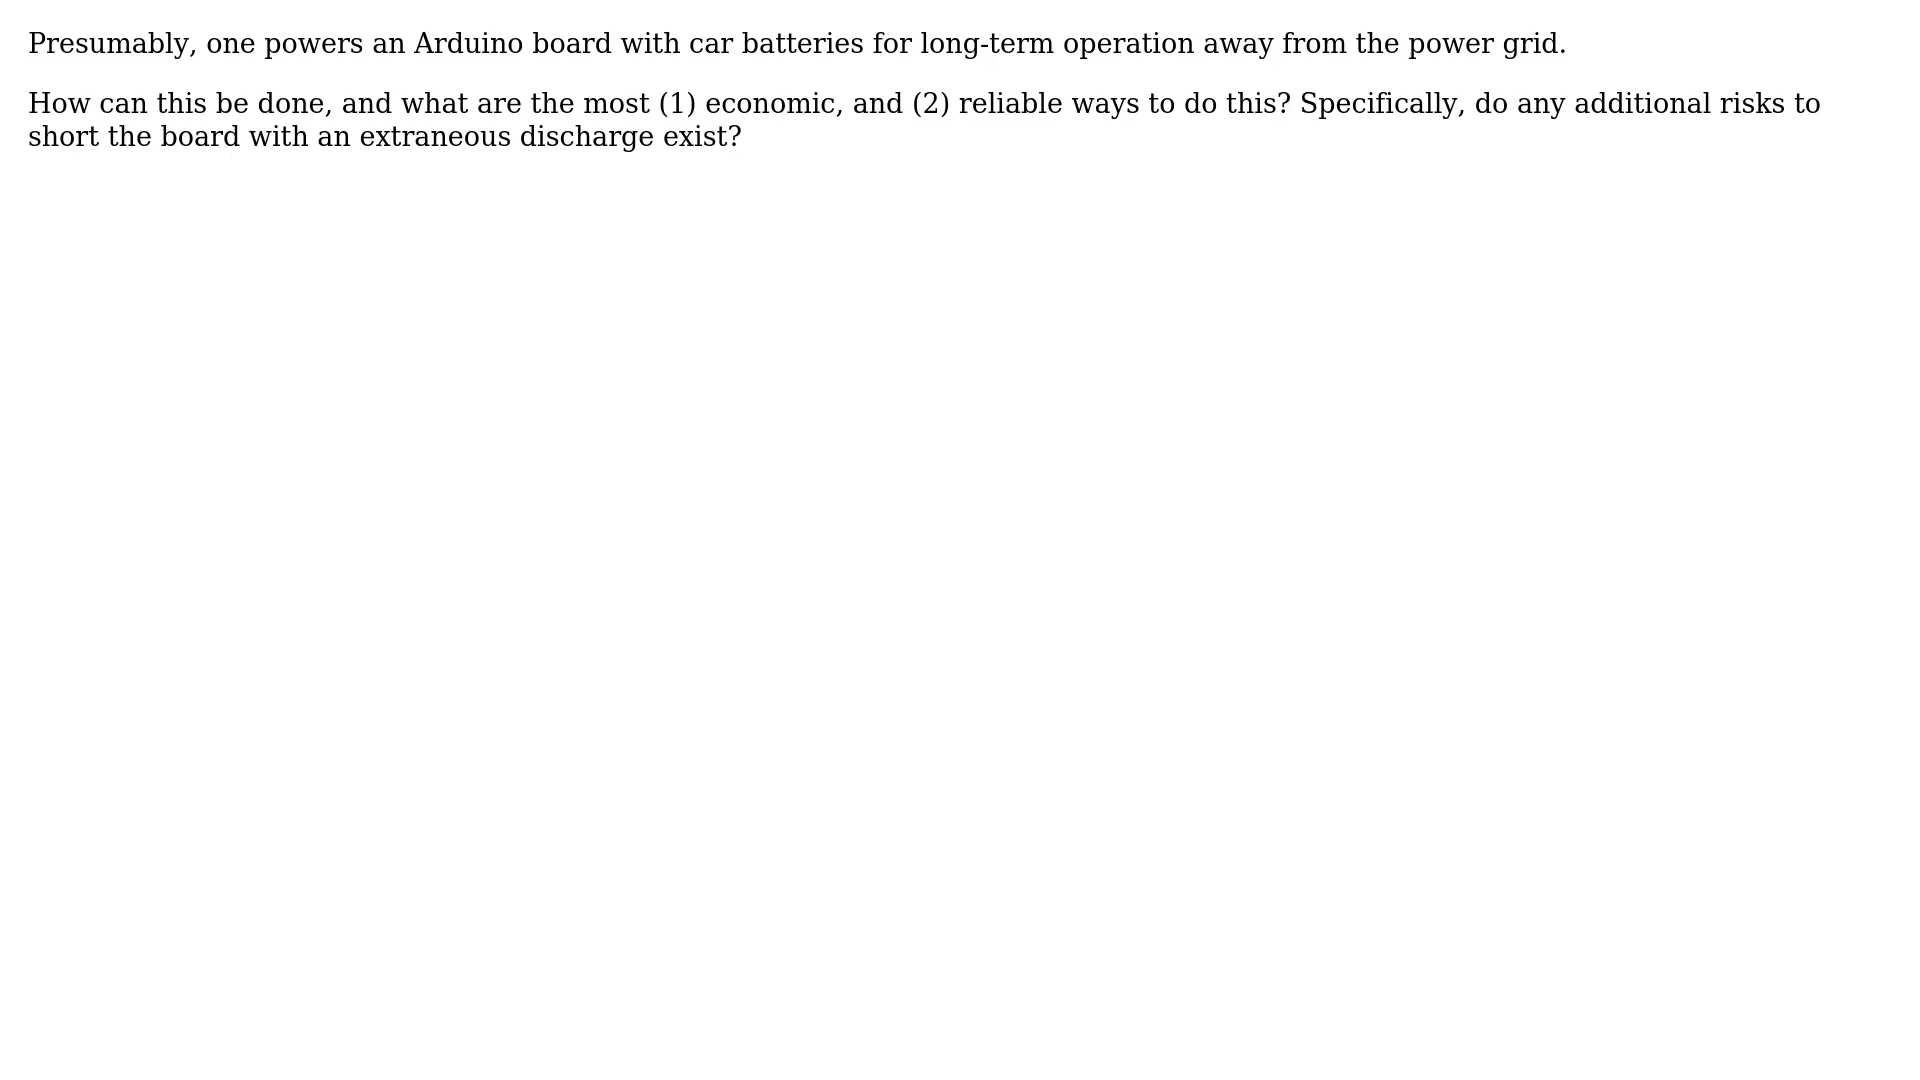 Presumably, one powers an Arduino board with car batteries for long-term operation away from the power grid.
How can this be done, and what are the most (1) economic, and (2) reliable ways to do this? Specifically, do any additional risks to
short the board with an extraneous discharge exist?